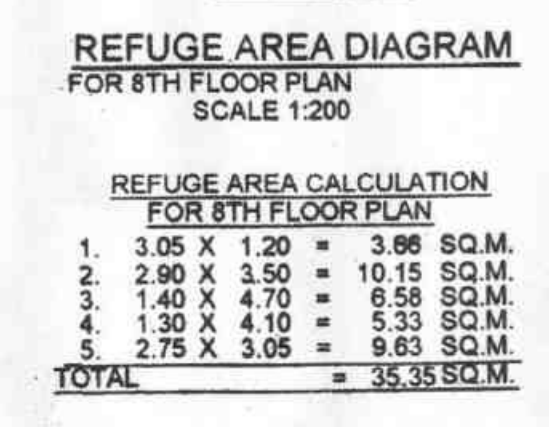 REFUGE AREA DIAGRAM
FOR 8TH FLOOR PLAN
SCALE 1:200
REFUGE AREA CALCULATION
FOR 8TH FLOOR PLAN
1. 3.05 X 1.20 = 3.66 SQ.M.
2. 2.90 X 3.50 = 10.15 SQ.M.
3. 1.40 X 4.70 = 6.58 SQ.M.
4. 1.30 X 4.10 = 5.33 SQ.M.
5. 2.75 X 3.05 = 9.63 SQ.M.
TOTAL = 35.35 SQ.M.